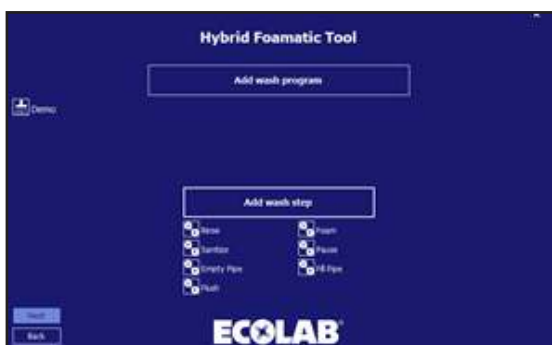 Hybrid Foamatic Tool
Add wash program
Demo
Add wash step
Rinse
Foam
Sanitize
Pause
Empty Pipe
Fill Pipe
Flush
Next
Back
ECOLAB